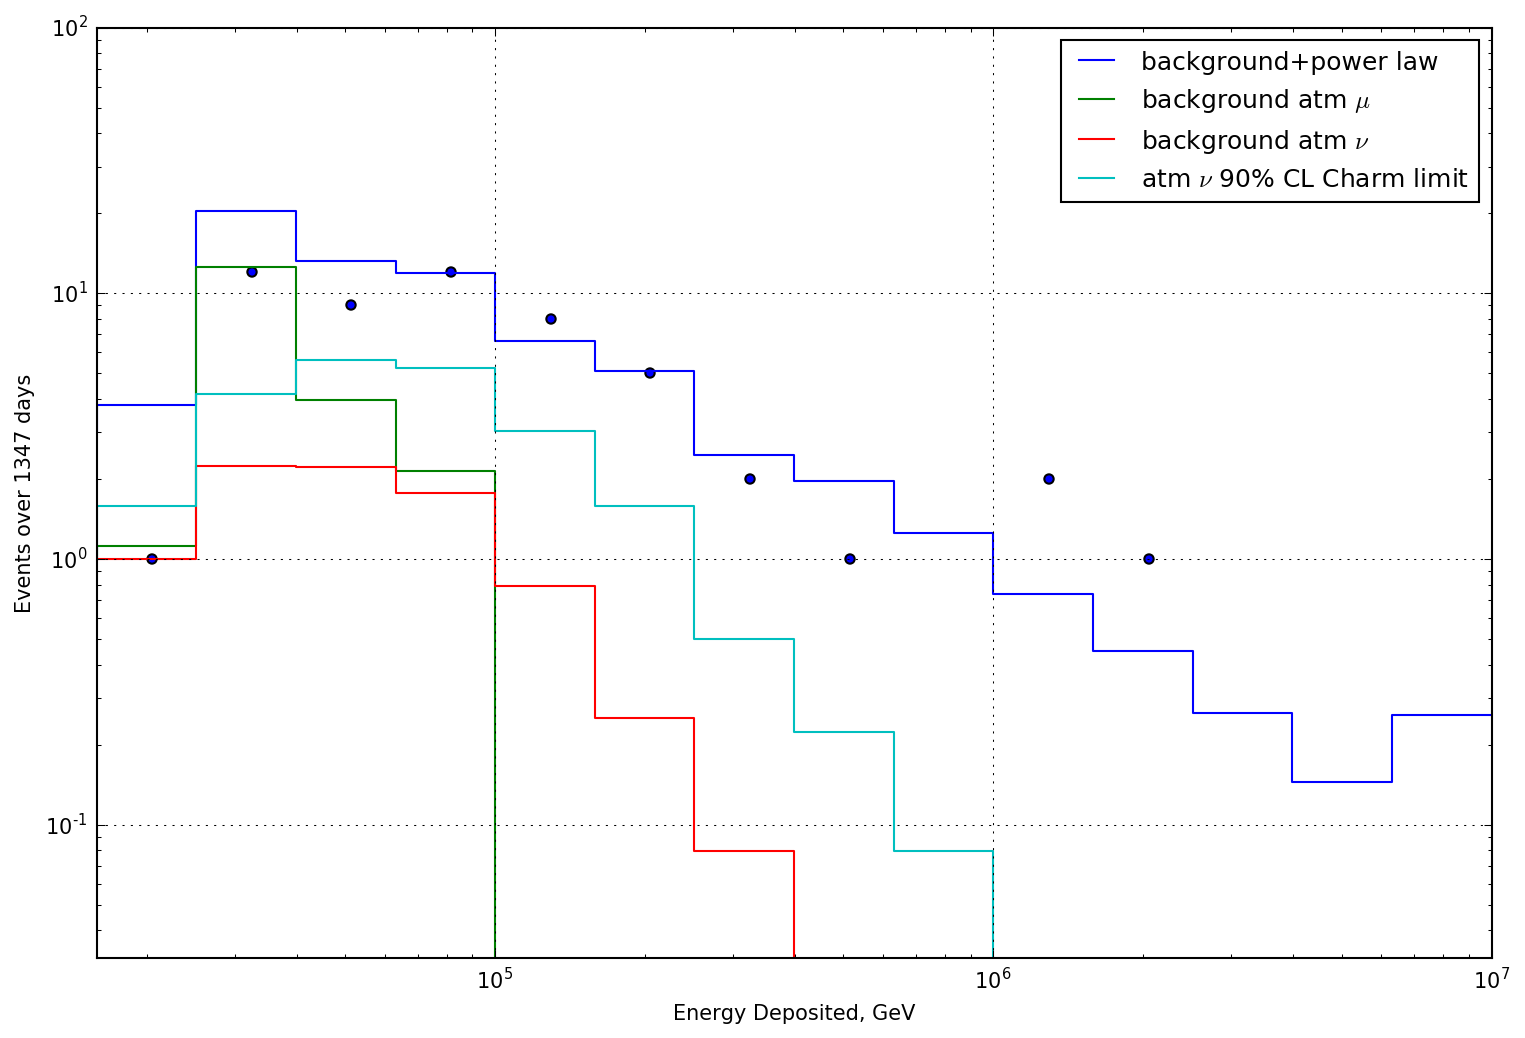 background+power law
background atm μ
background atm ν
atm ν 90% CL Charm limit
10²
10¹
10⁰
10⁻¹
Events over 1347 days
10⁵
10⁶
10⁷
Energy Deposited, GeV